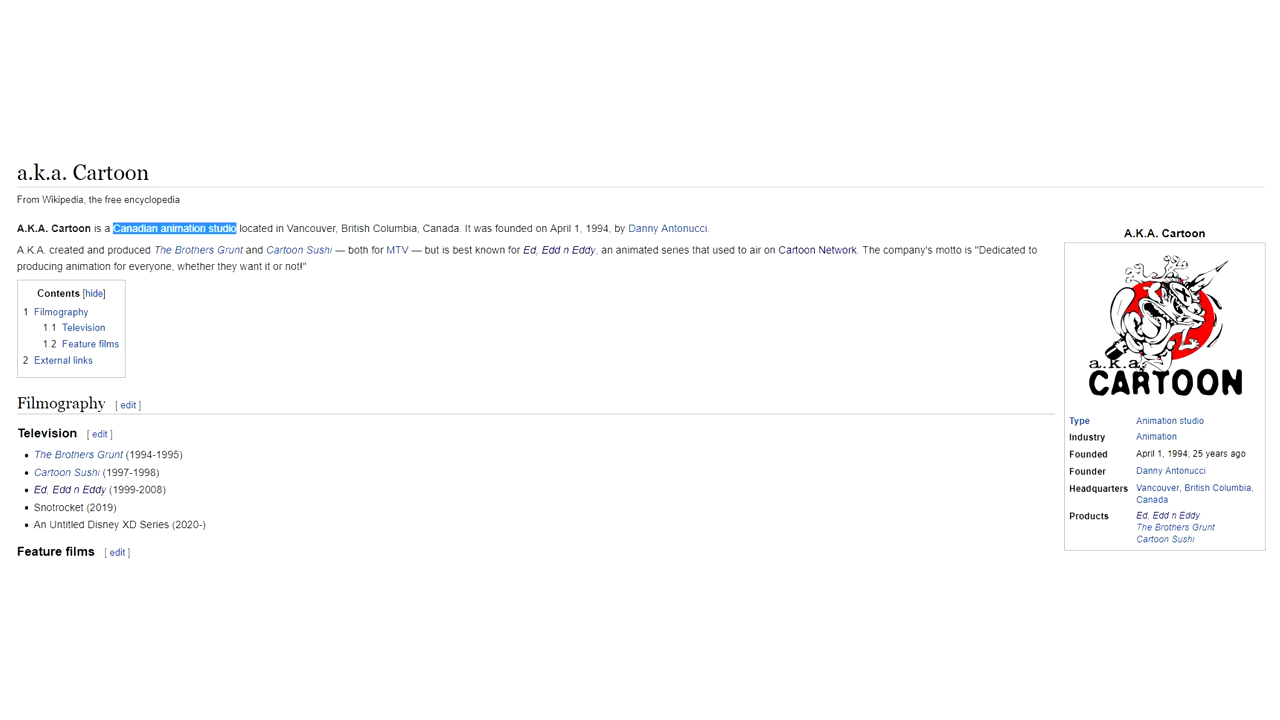 a.k.a. Cartoon
From Wikipedia, the free encyclopedia
A.K.A. Cartoon is a Canadian animation studio located in Vancouver, British Columbia, Canada. It was founded on April 1, 1994, by Danny Antonucci.
A.K.A. created and produced The Brothers Grunt and Cartoon Sushi — both for MTV — but is best known for Ed, Edd n Eddy, an animated series that used to air on Cartoon Network. The company's motto is "Dedicated to
producing animation for everyone, whether they want it or not!"
Contents [hide]
1 Filmography
1.1 Television
1.2 Feature films
2 External links
Filmography [ edit ]
Television [ edit ]
• The Brothers Grunt (1994-1995)
• Cartoon Sushi (1997-1998)
• Ed, Edd n Eddy (1999-2008)
• Snotrocket (2019)
• An Untitled Disney XD Series (2020-)
Feature films [ edit ]
A.K.A. Cartoon
a.k.a.
CARTOON
Type Animation studio
Industry Animation
Founded April 1, 1994; 25 years ago
Founder Danny Antonucci
Headquarters Vancouver, British Columbia,
Canada
Products Ed, Edd n Eddy
The Brothers Grunt
Cartoon Sushi